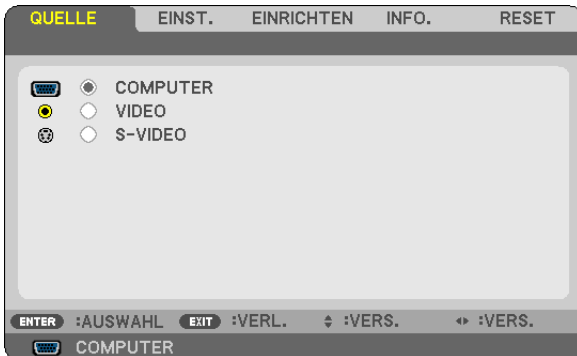 QUELLE EINST. EINRICHTEN INFO. RESET
COMPUTER
VIDEO
S-VIDEO
ENTER :AUSWAHL EXIT :VERL. :VERS. :VERS.
COMPUTER